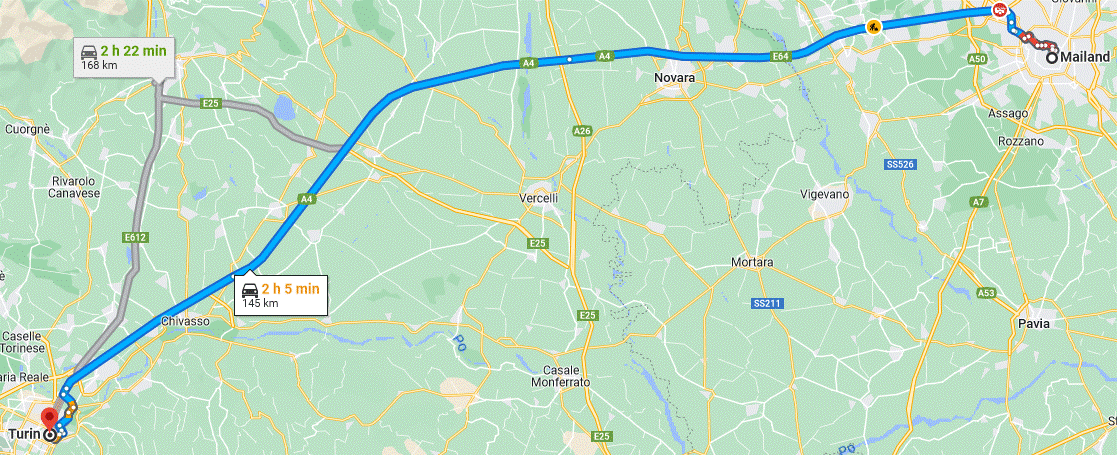 Giovanni
Mailand
A50
2 h 22 min
168 km
A4
A4
E64
Novara
E25
Assago
Cuorgnè
A26
Rozzano
SS526
Rivarolo
Canavese
Vercelli
Vigevano
A4
A7
E612
E25
Mortara
2 h 5 min
145 km
SS211
A53
Chivasso
E25
Pavia
Caselle
Torinese
PO
aria Reale
Casale
Monferrato
Turin
E25
PO